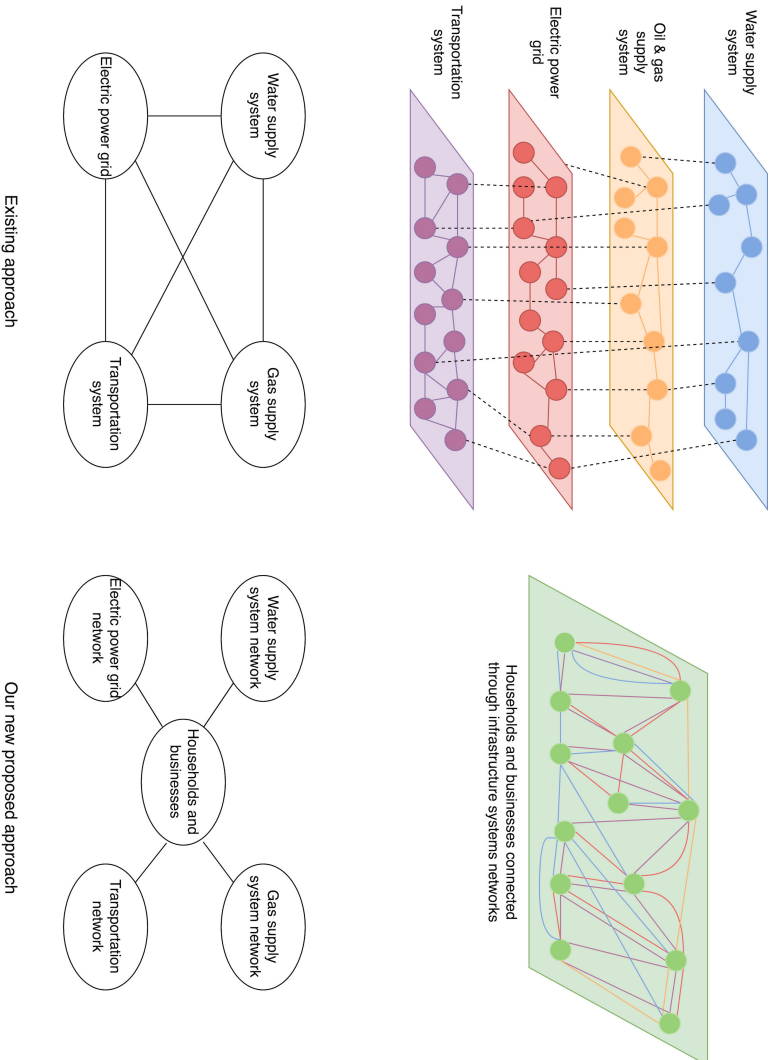 Water supply
system
Oil & gas
supply
system
Electric power
grid
Transportation
system
Households and businesses connected
through infrastructure systems networks
Water supply
system
Gas supply
system
Electric power grid
Transportation
system
Existing approach
Water supply
system network
Gas supply
system network
Households and
businesses
Electric power grid
network
Transportation
network
Our new proposed approach